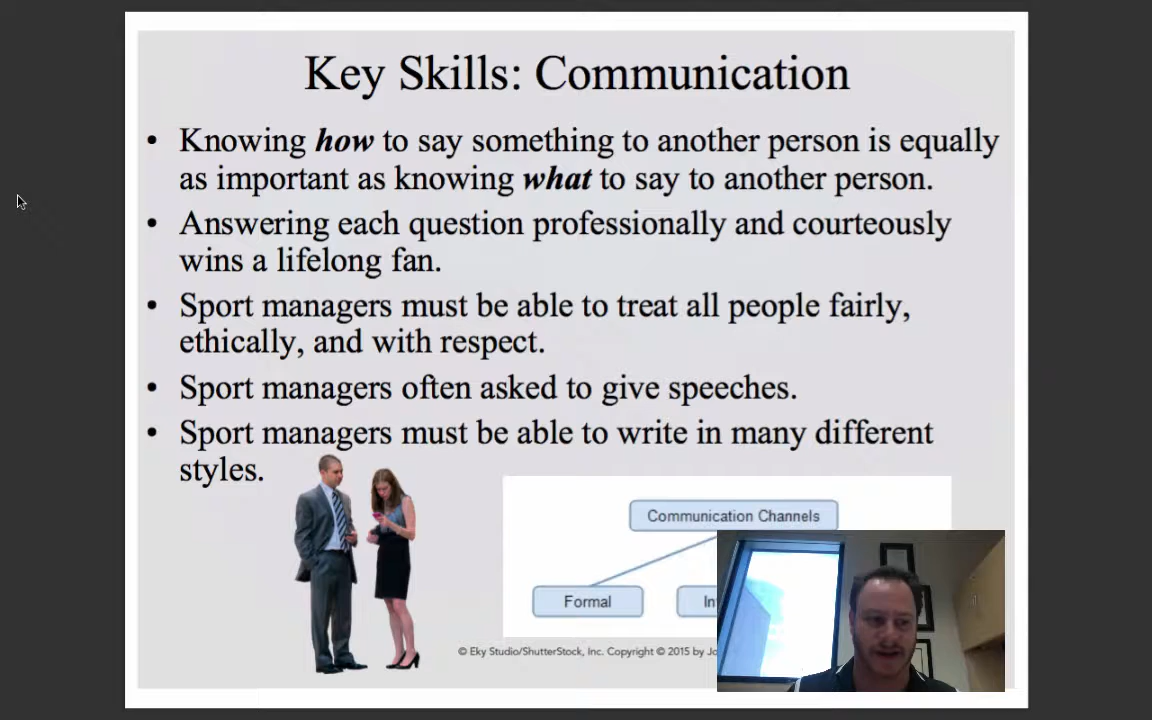 Key Skills: Communication
• Knowing how to say something to another person is equally
as important as knowing what to say to another person.
• Answering each question professionally and courteously
wins a lifelong fan.
• Sport managers must be able to treat all people fairly,
ethically, and with respect.
• Sport managers often asked to give speeches.
• Sport managers must be able to write in many different
styles.
Communication Channels
Formal
© Eky Studio/ShutterStock, Inc. Copyright © 2015 by